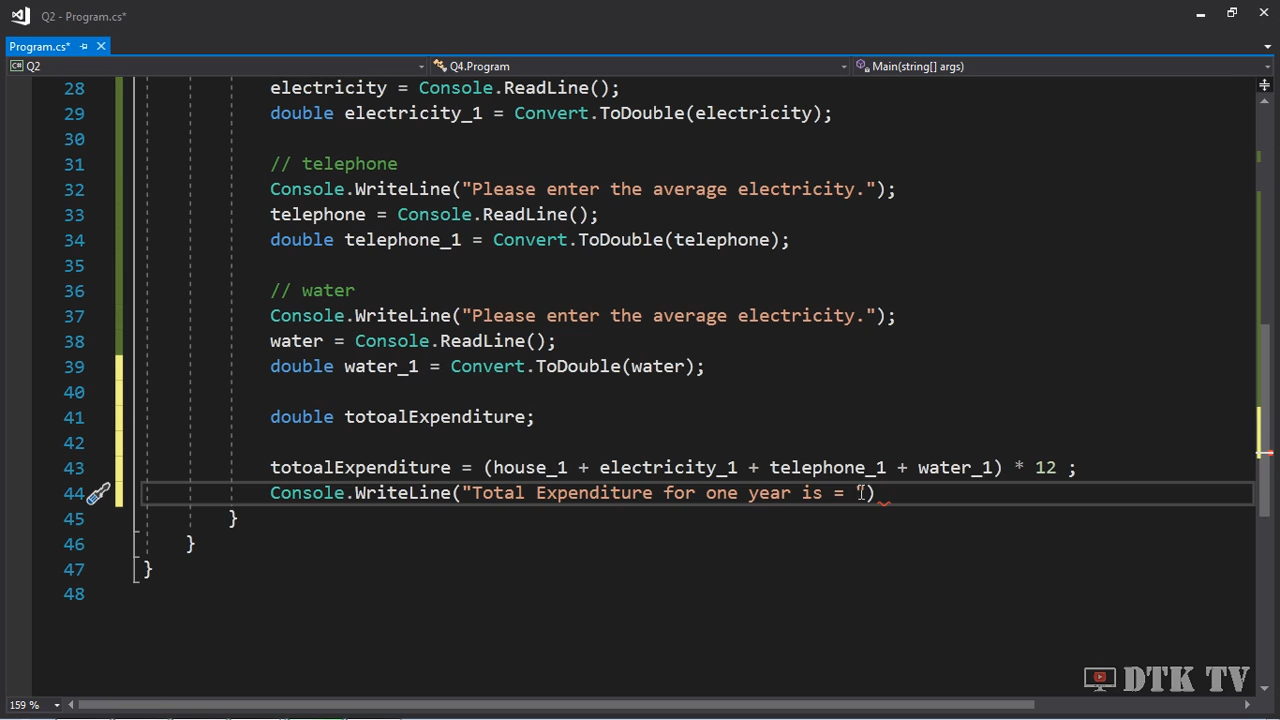 Q2 - Program.cs*
Program.cs*
Q2 Q4.Program Main(string[] args)
28 electricity = Console.ReadLine();
29 double electricity_1 = Convert.ToDouble(electricity);
30
31 // telephone
32 Console.WriteLine("Please enter the average electricity.");
33 telephone = Console.ReadLine();
34 double telephone_1 = Convert.ToDouble(telephone);
35
36 // water
37 Console.WriteLine("Please enter the average electricity.");
38 water = Console.ReadLine();
39 double water_1 = Convert.ToDouble(water);
40
41 double totoalExpenditure;
42
43 totoalExpenditure = (house_1 + electricity_1 + telephone_1 + water_1) * 12 ;
44 Console.WriteLine("Total Expenditure for one year is = ")
45 }
46 }
47 }
48
DTK TV
159 %